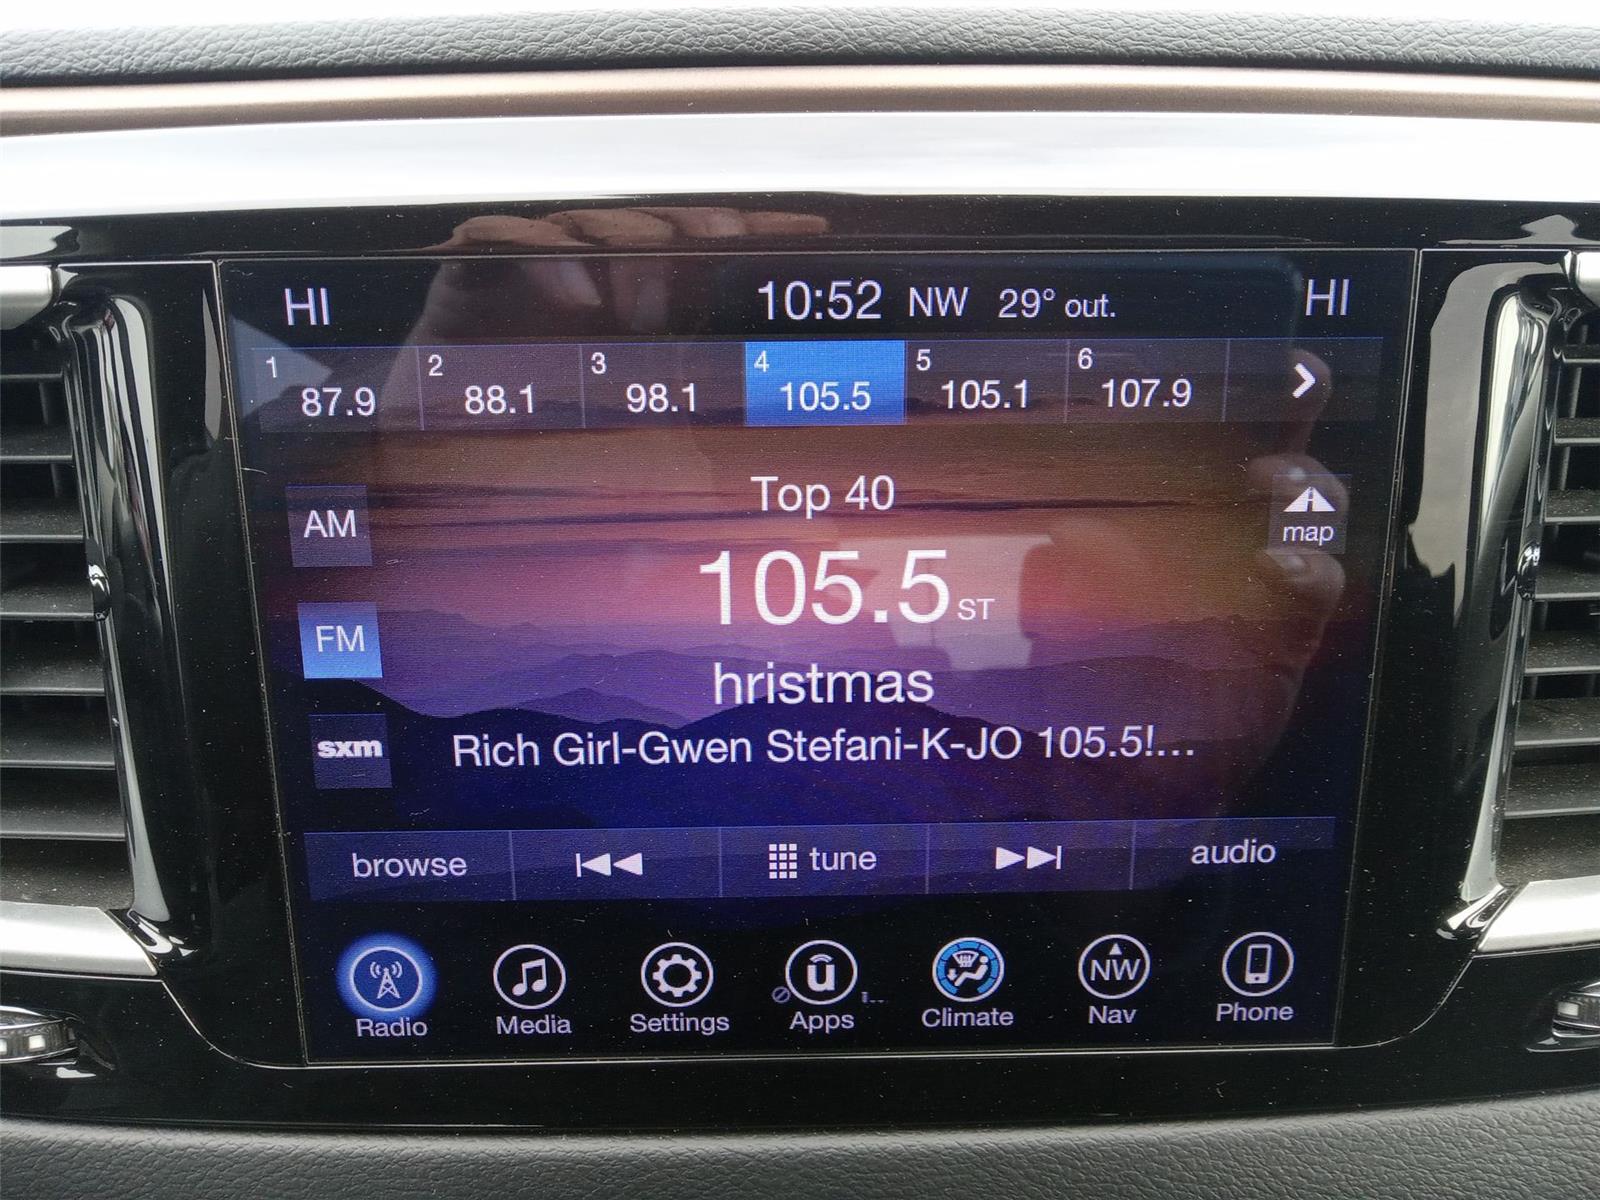 HI 10:52 NW 29° out. HI
1 87.9 2 88.1 3 98.1 4 105.5 5 105.1 6 107.9
Top 40
AM
map
105.5 ST
FM
hristmas
sxm
Rich Girl-Gwen Stefani-K-JO 105.5!...
browse tune audio
NW
Radio Media Settings Apps Climate Nav Phone